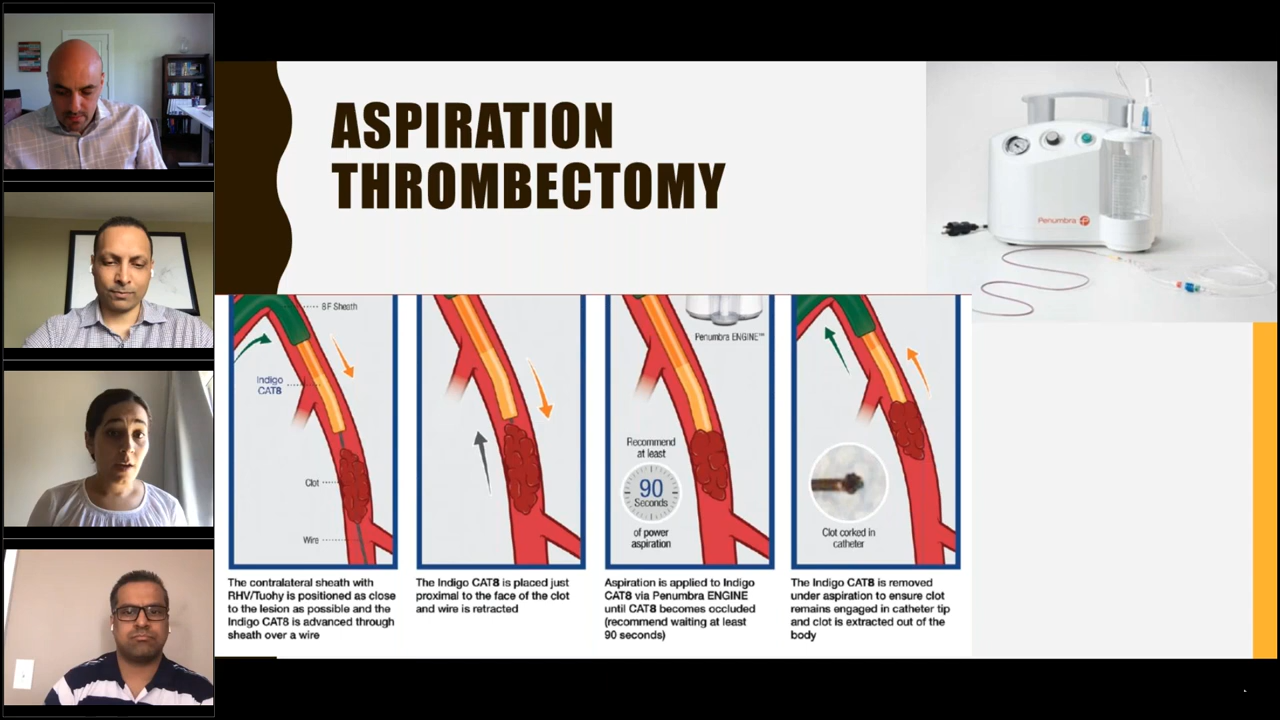 ASPIRATION
THROMBECTOMY
Penumbra
8F Sheath
Indigo
CAT8
Clot
Wire
The contralateral sheath with
RHV/Tuohy is positioned as close
to the lesion as possible and the
Indigo CAT8 is advanced through
sheath over a wire
The Indigo CAT8 is placed just
proximal to the face of the clot
and wire is retracted
Penumbra ENGINE™
Recommend
at least
90
Seconds
of power
aspiration
Aspiration is applied to Indigo
CAT8 via Penumbra ENGINE
until CAT8 becomes occluded
(recommend waiting at least
90 seconds)
Clot corked in
catheter
The Indigo CAT8 is removed
under aspiration to ensure clot
remains engaged in catheter tip
and clot is extracted out of the
body